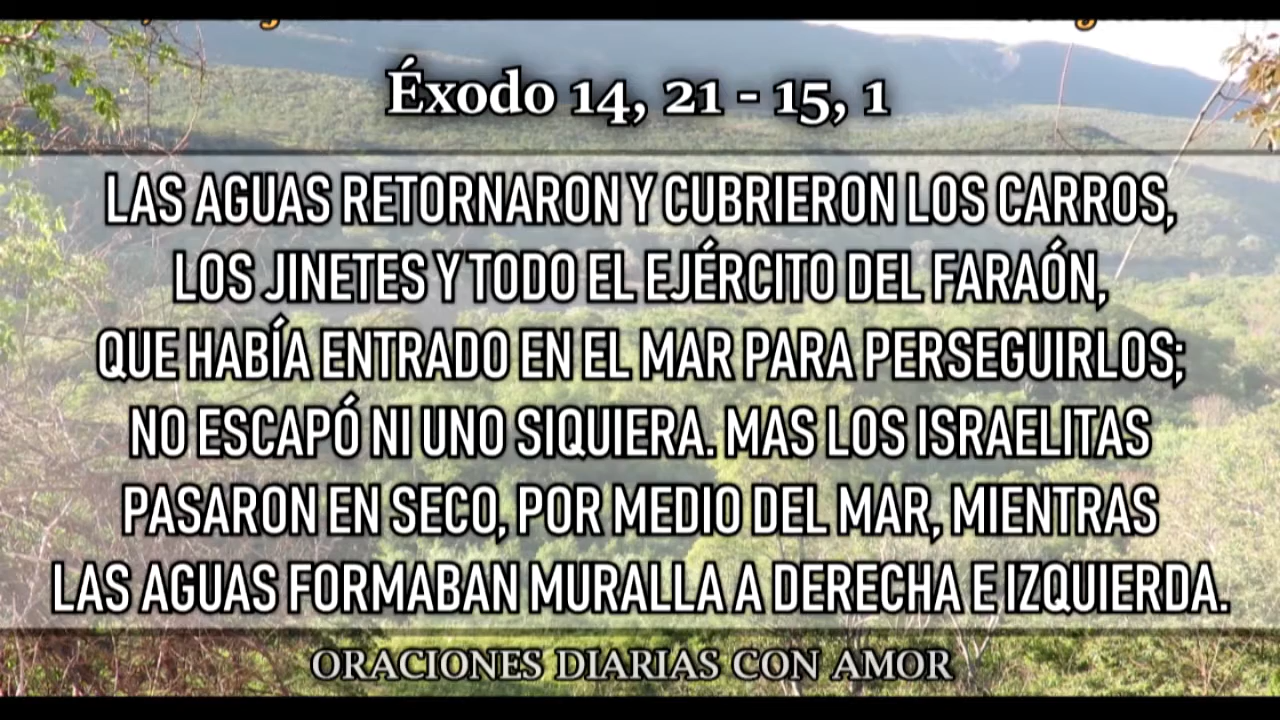 Éxodo 14, 21 - 15, 1
LAS AGUAS RETORNARON Y CUBRIERON LOS CARROS,
LOS JINETES Y TODO EL EJÉRCITO DEL FARAÓN,
QUE HABÍA ENTRADO EN EL MAR PARA PERSEGUIRLOS;
NO ESCAPÓ NI UNO SIQUIERA. MAS LOS ISRAELITAS
PASARON EN SECO, POR MEDIO DEL MAR, MIENTRAS
LAS AGUAS FORMABAN MURALLA A DERECHA E IZQUIERDA.
ORACIONES DIARIAS CON AMOR